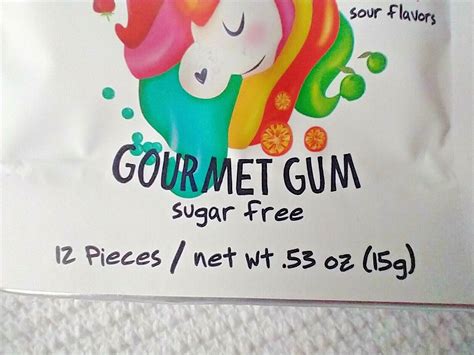 sour flavors
GOURMET GUM
sugar free
12 Pieces / net wt .53 oz (15g)